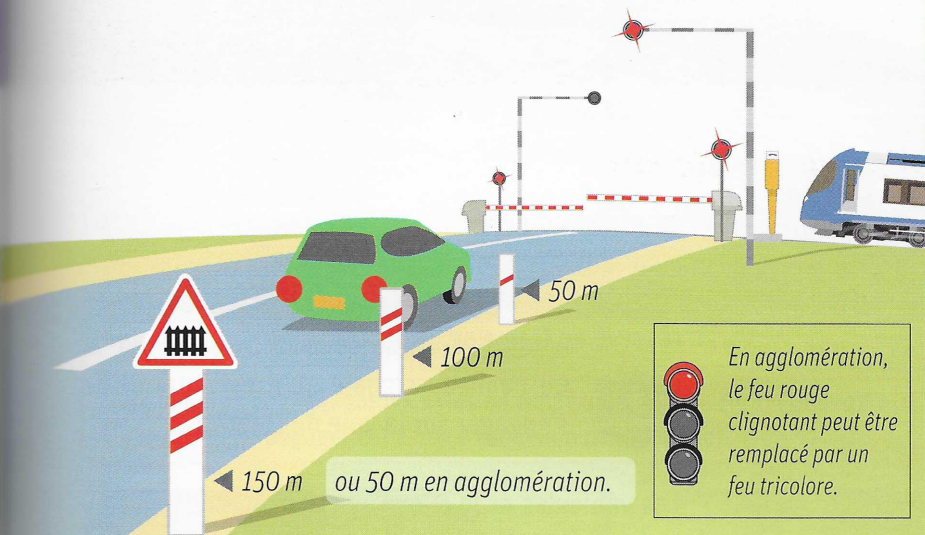 50 m
100 m
150 m
ou 50 m en agglomération.
En agglomération,
le feu rouge
clignotant peut être
remplacé par un
feu tricolore.